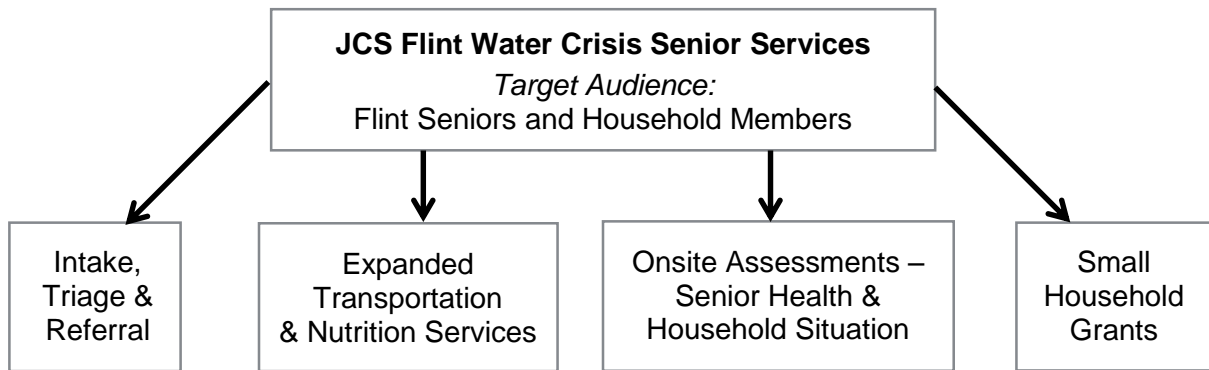 JCS Flint Water Crisis Senior Services
Target Audience:
Flint Seniors and Household Members
Intake,
Triage &
Referral
Expanded
Transportation
& Nutrition Services
Onsite Assessments –
Senior Health &
Household Situation
Small
Household
Grants